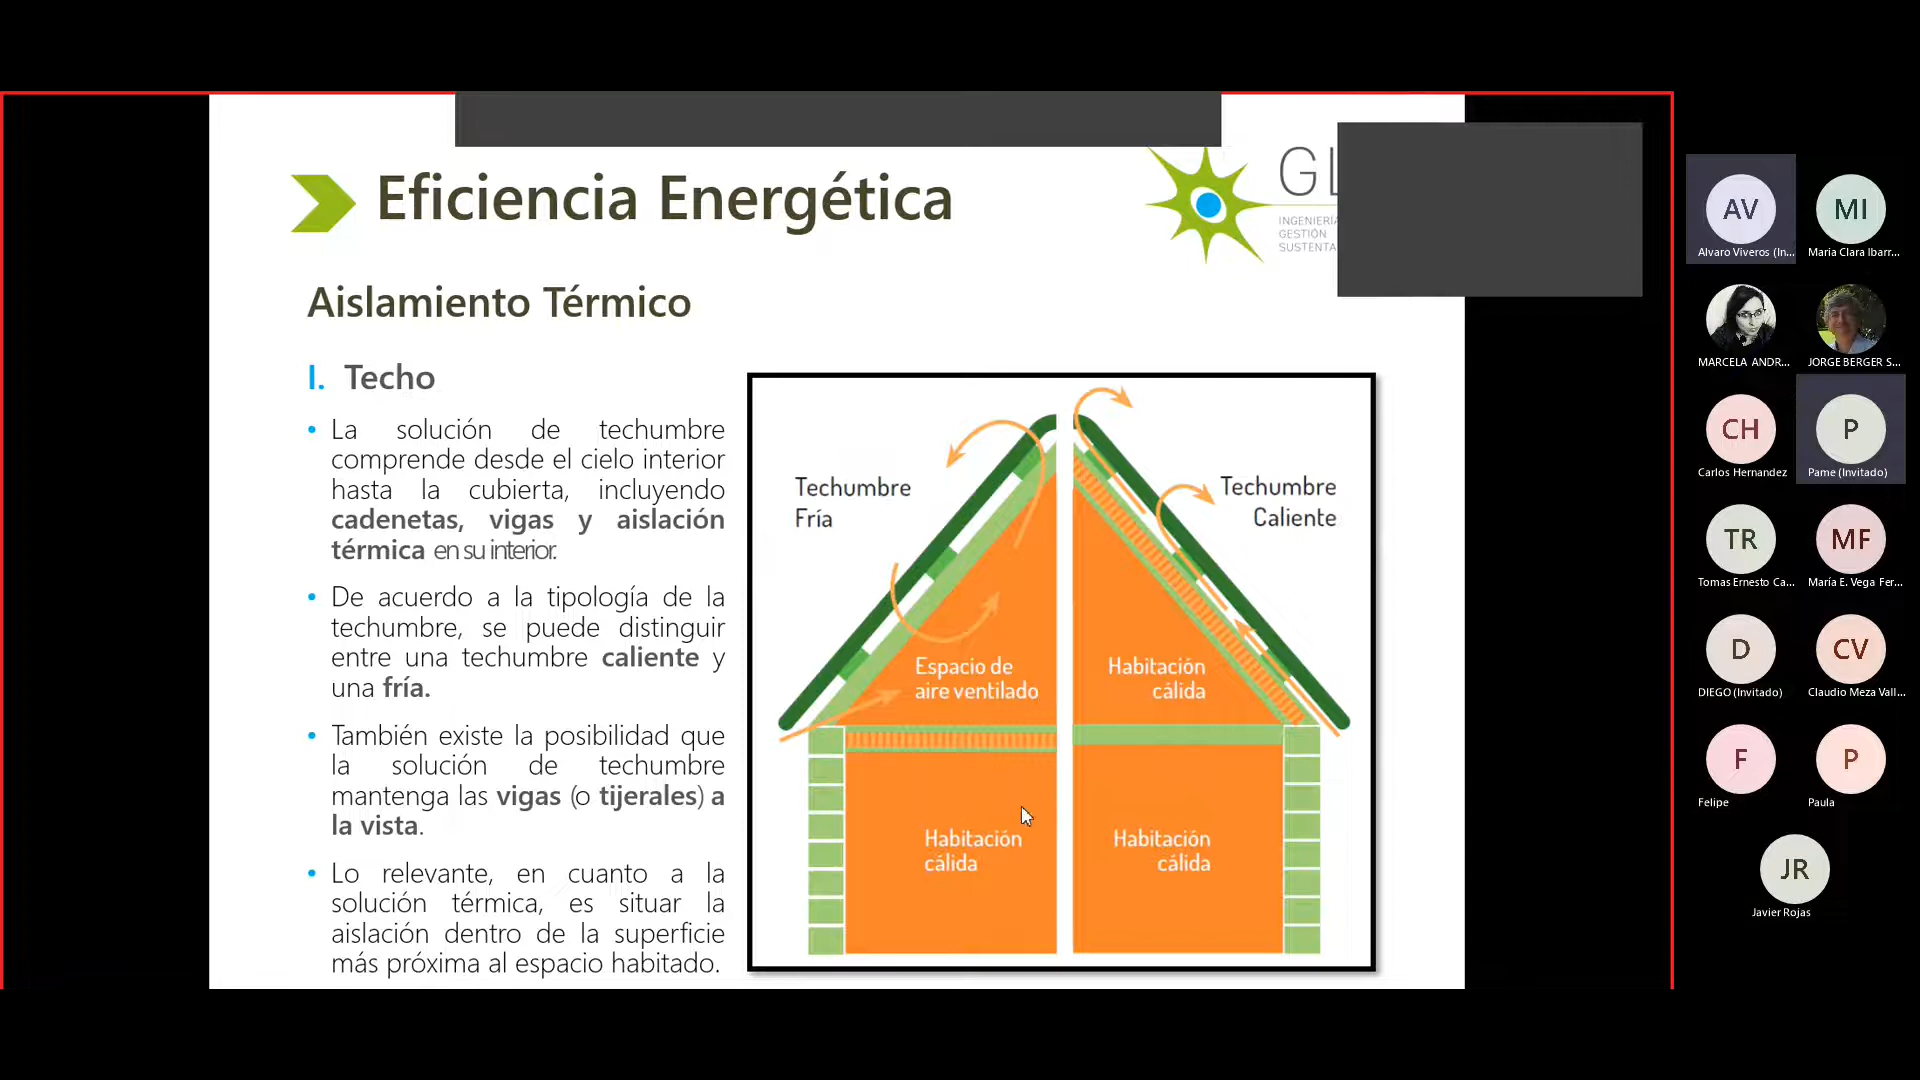 Eficiencia Energética
GL
INGENIERÍA
GESTIÓN
SUSTENTA
Aislamiento Térmico
I. Techo
• La solución de techumbre
comprende desde el cielo interior
hasta la cubierta, incluyendo
cadenetas, vigas y aislación
térmica en su interior.
• De acuerdo a la tipología de la
techumbre, se puede distinguir
entre una techumbre caliente y
una fría.
• También existe la posibilidad que
la solución de techumbre
mantenga las vigas (o tijerales) a
la vista.
• Lo relevante, en cuanto a la
solución térmica, es situar la
aislación dentro de la superficie
más próxima al espacio habitado.
Techumbre
Fría
Techumbre
Caliente
Espacio de
aire ventilado
Habitación
cálida
Habitación
cálida
Habitación
cálida
AV
Alvaro Viveros (In...
MI
Maria Clara Ibarr...
MARCELA ANDR...
JORGE BERGER S...
CH
Carlos Hernandez
P
Pame (Invitado)
TR
Tomas Ernesto Ca...
MF
María E. Vega Fer...
D
DIEGO (Invitado)
CV
Claudio Meza Vall...
F
Felipe
P
Paula
JR
Javier Rojas